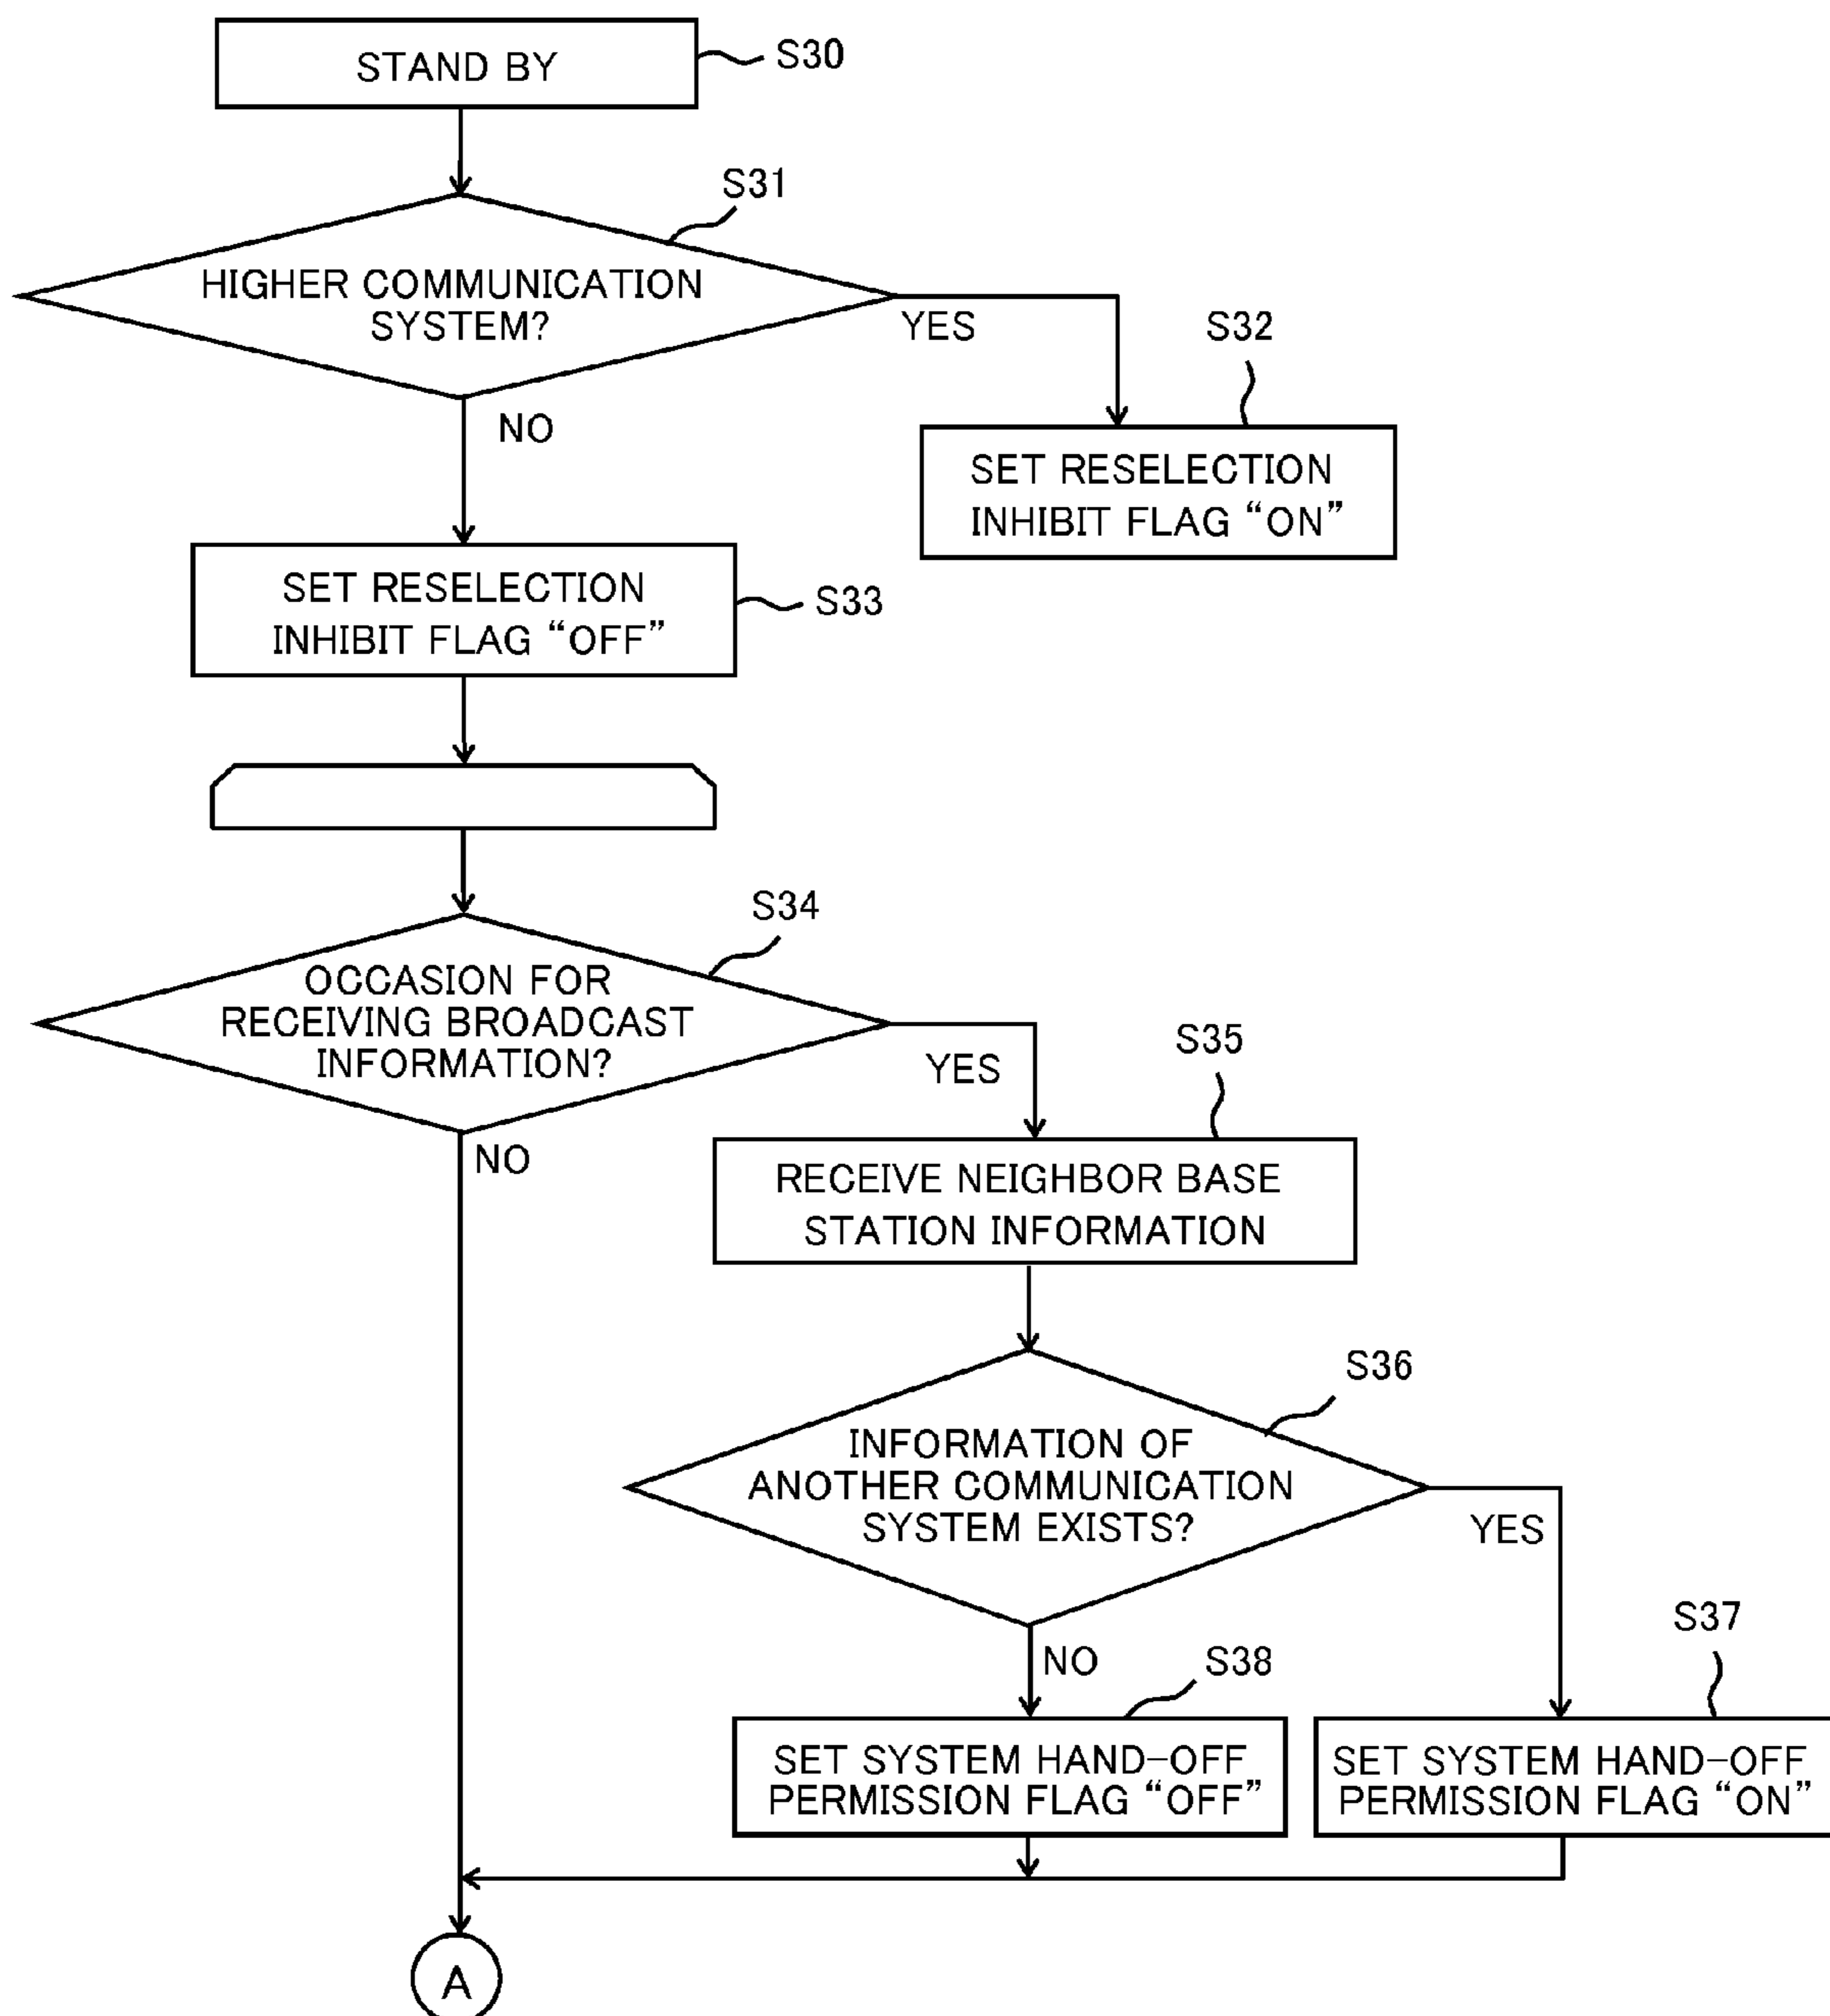 STAND BY
S30
S31
HIGHER COMMUNICATION
SYSTEM?
YES
S32
NO
SET RESELECTION
INHIBIT FLAG “ON”
SET RESELECTION
INHIBIT FLAG “OFF”
S33
S34
OCCASION FOR
RECEIVING BROADCAST
INFORMATION?
YES
S35
NO
RECEIVE NEIGHBOR BASE
STATION INFORMATION
S36
INFORMATION OF
ANOTHER COMMUNICATION
SYSTEM EXISTS?
YES
S37
NO
S38
SET SYSTEM HAND-OFF
PERMISSION FLAG “OFF”
SET SYSTEM HAND-OFF
PERMISSION FLAG “ON”
A